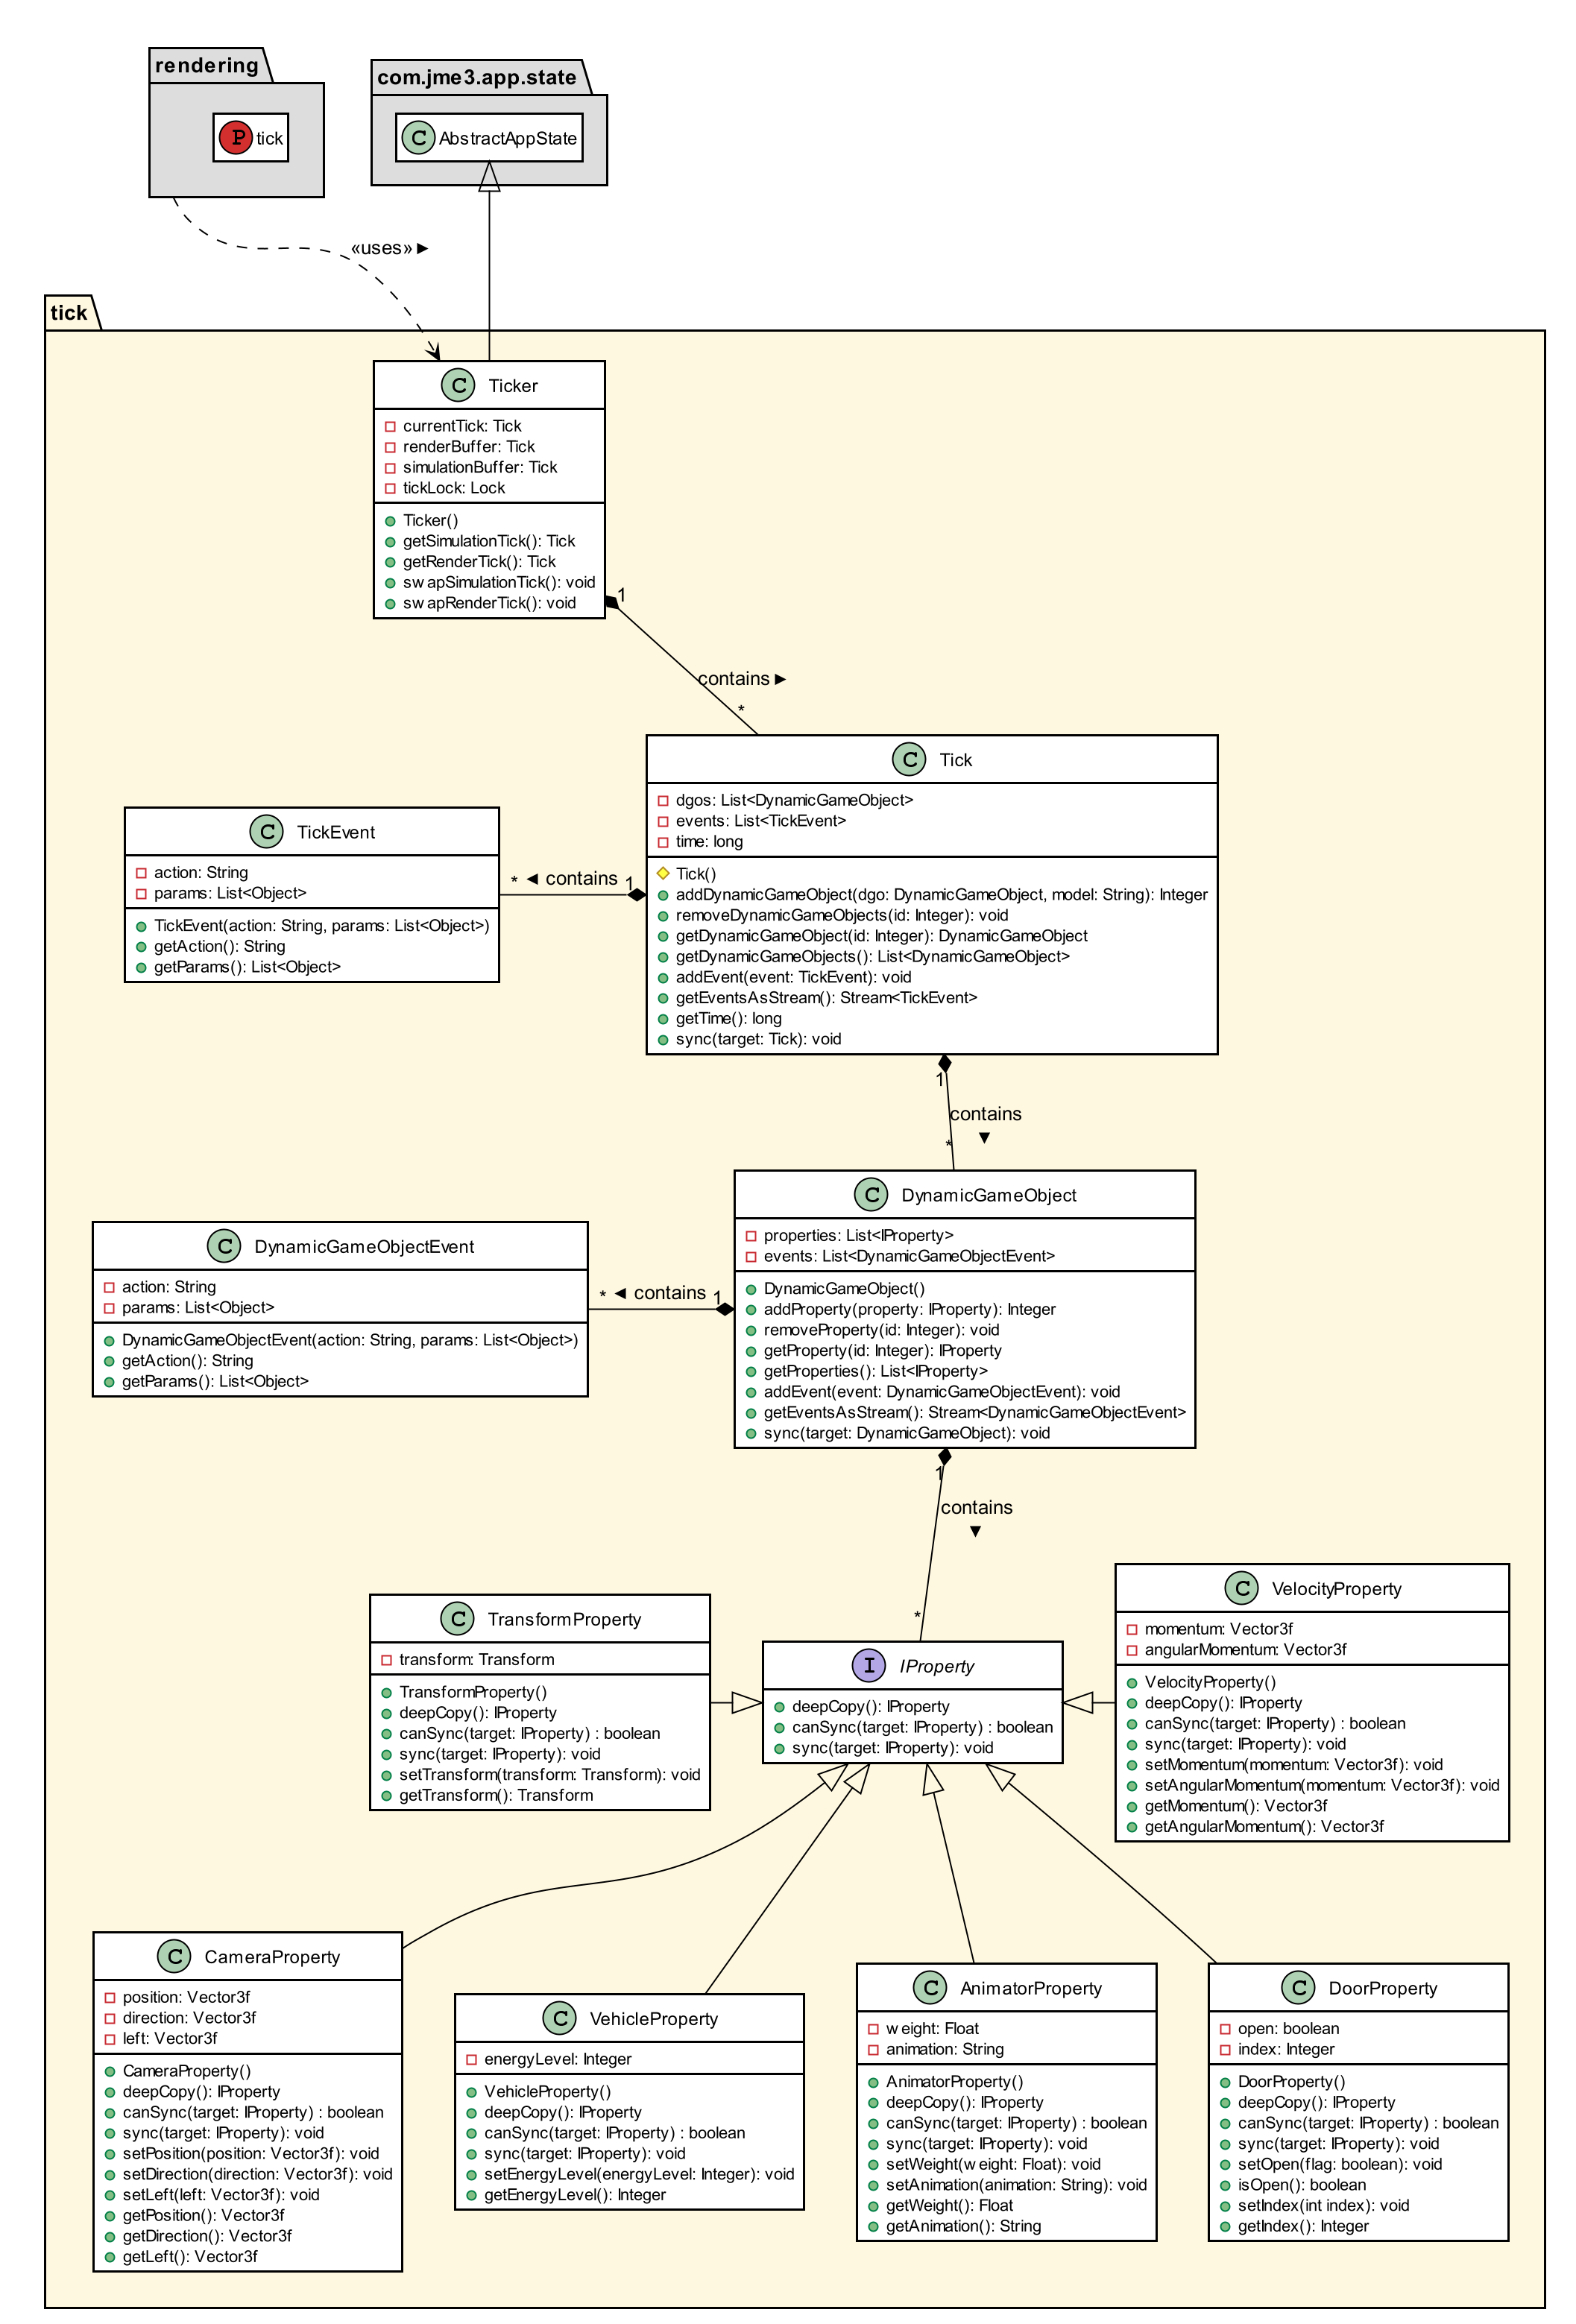 rendering
P tick
com.jme3.app.state
C AbstractAppState
«uses» ►
tick
C Ticker
currentTick: Tick
renderBuffer: Tick
simulationBuffer: Tick
tickLock: Lock
Ticker()
getSimulationTick(): Tick
getRenderTick(): Tick
swapSimulationTick(): void
swapRenderTick(): void
1
contains ►
*
C Tick
dgos: List<DynamicGameObject>
events: List<TickEvent>
time: long
Tick()
addDynamicGameObject(dgo: DynamicGameObject, model: String): Integer
removeDynamicGameObjects(id: Integer): void
getDynamicGameObject(id: Integer): DynamicGameObject
getDynamicGameObjects(): List<DynamicGameObject>
addEvent(event: TickEvent): void
getEventsAsStream(): Stream<TickEvent>
getTime(): long
sync(target: Tick): void
C TickEvent
action: String
params: List<Object>
TickEvent(action: String, params: List<Object>)
getAction(): String
getParams(): List<Object>
* ◄ contains 1
1
contains
▼
*
C DynamicGameObject
properties: List<IProperty>
events: List<DynamicGameObjectEvent>
DynamicGameObject()
addProperty(property: IProperty): Integer
removeProperty(id: Integer): void
getProperty(id: Integer): IProperty
getProperties(): List<IProperty>
addEvent(event: DynamicGameObjectEvent): void
getEventsAsStream(): Stream<DynamicGameObjectEvent>
sync(target: DynamicGameObject): void
C DynamicGameObjectEvent
action: String
params: List<Object>
DynamicGameObjectEvent(action: String, params: List<Object>)
getAction(): String
getParams(): List<Object>
* ◄ contains 1
1
contains
▼
*
C TransformProperty
transform: Transform
TransformProperty()
deepCopy(): IProperty
canSync(target: IProperty) : boolean
sync(target: IProperty): void
setTransform(transform: Transform): void
getTransform(): Transform
I IProperty
deepCopy(): IProperty
canSync(target: IProperty) : boolean
sync(target: IProperty): void
C VelocityProperty
momentum: Vector3f
angularMomentum: Vector3f
VelocityProperty()
deepCopy(): IProperty
canSync(target: IProperty) : boolean
sync(target: IProperty): void
setMomentum(momentum: Vector3f): void
setAngularMomentum(momentum: Vector3f): void
getMomentum(): Vector3f
getAngularMomentum(): Vector3f
C CameraProperty
position: Vector3f
direction: Vector3f
left: Vector3f
CameraProperty()
deepCopy(): IProperty
canSync(target: IProperty) : boolean
sync(target: IProperty): void
setPosition(position: Vector3f): void
setDirection(direction: Vector3f): void
setLeft(left: Vector3f): void
getPosition(): Vector3f
getDirection(): Vector3f
getLeft(): Vector3f
C VehicleProperty
energyLevel: Integer
VehicleProperty()
deepCopy(): IProperty
canSync(target: IProperty) : boolean
sync(target: IProperty): void
setEnergyLevel(energyLevel: Integer): void
getEnergyLevel(): Integer
C AnimatorProperty
weight: Float
animation: String
AnimatorProperty()
deepCopy(): IProperty
canSync(target: IProperty) : boolean
sync(target: IProperty): void
setWeight(weight: Float): void
setAnimation(animation: String): void
getWeight(): Float
getAnimation(): String
C DoorProperty
open: boolean
index: Integer
DoorProperty()
deepCopy(): IProperty
canSync(target: IProperty) : boolean
sync(target: IProperty): void
setOpen(flag: boolean): void
isOpen(): boolean
setIndex(int index): void
getIndex(): Integer